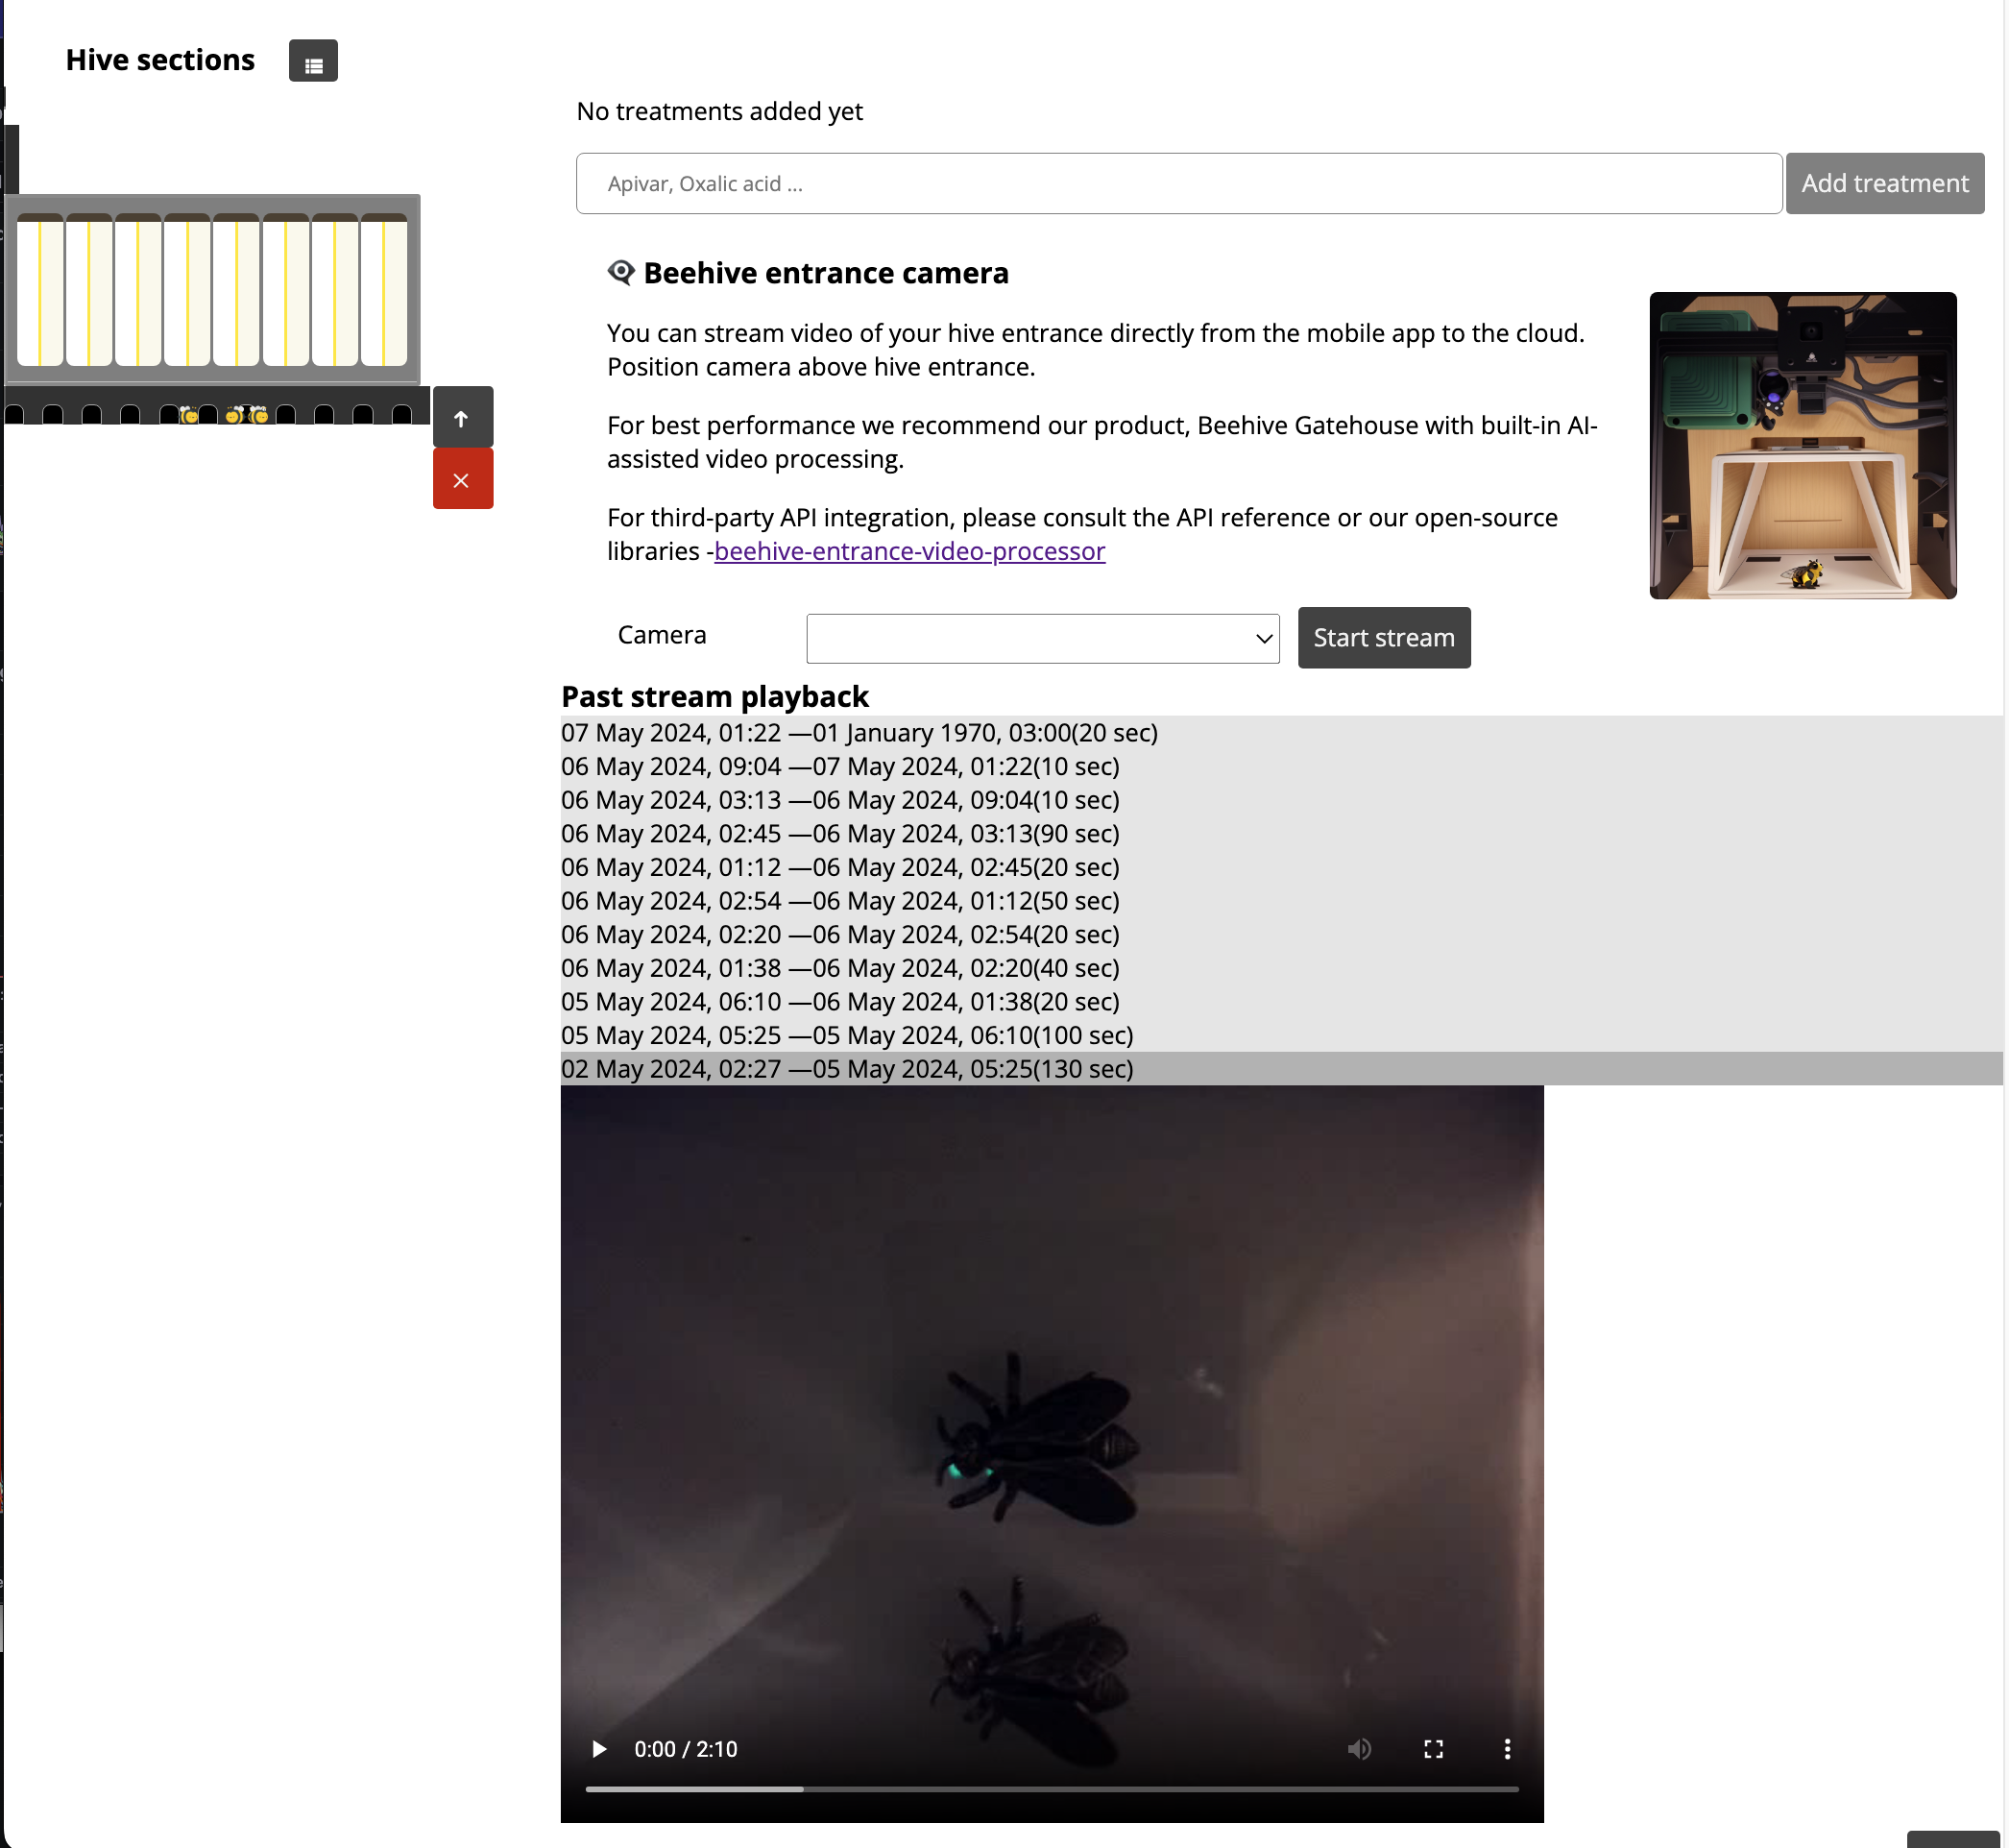 Hive sections
No treatments added yet
Apivar, Oxalic acid ...
Add treatment
Beehive entrance camera
You can stream video of your hive entrance directly from the mobile app to the cloud.
Position camera above hive entrance.
For best performance we recommend our product, Beehive Gatehouse with built-in AI-
assisted video processing.
For third-party API integration, please consult the API reference or our open-source
libraries -beehive-entrance-video-processor
Camera
Start stream
Past stream playback
07 May 2024, 01:22 —01 January 1970, 03:00(20 sec)
06 May 2024, 09:04 —07 May 2024, 01:22(10 sec)
06 May 2024, 03:13 —06 May 2024, 09:04(10 sec)
06 May 2024, 02:45 —06 May 2024, 03:13(90 sec)
06 May 2024, 01:12 —06 May 2024, 02:45(20 sec)
06 May 2024, 02:54 —06 May 2024, 01:12(50 sec)
06 May 2024, 02:20 —06 May 2024, 02:54(20 sec)
06 May 2024, 01:38 —06 May 2024, 02:20(40 sec)
05 May 2024, 06:10 —06 May 2024, 01:38(20 sec)
05 May 2024, 05:25 —05 May 2024, 06:10(100 sec)
02 May 2024, 02:27 —05 May 2024, 05:25(130 sec)
0:00 / 2:10